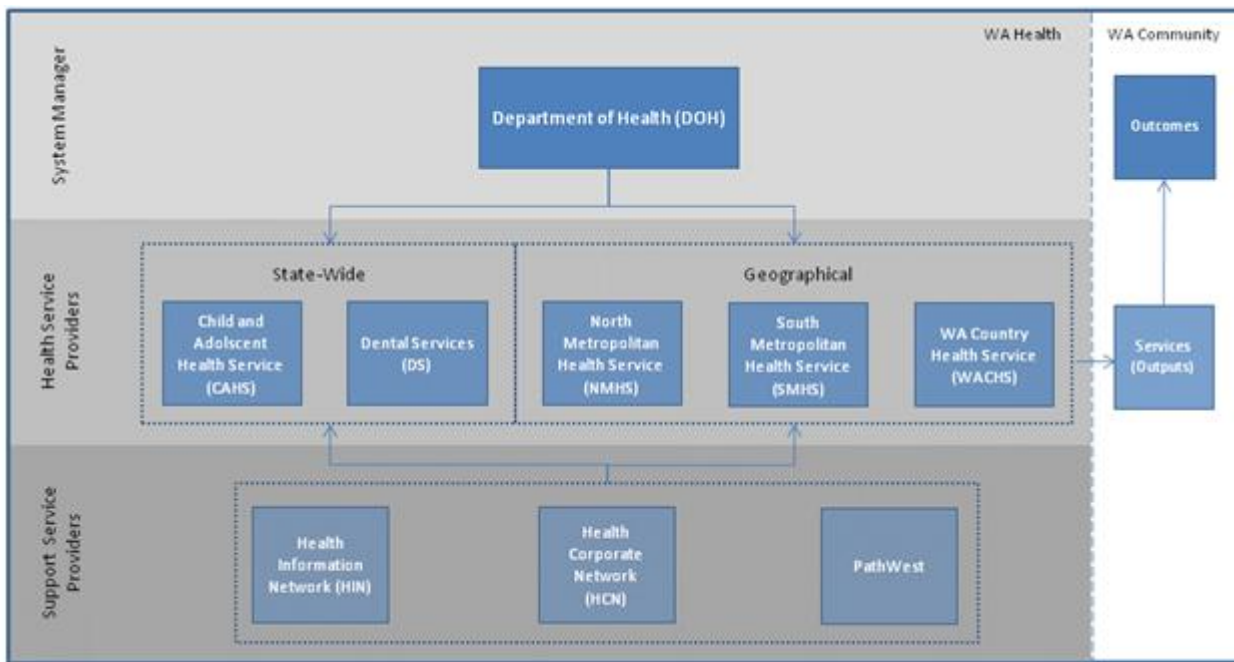 WA Health
WA Community
System Manager
Department of Health (DOH)
Outcomes
Health Service
Providers
State-Wide
Geographical
Child and
Adolscent
Health Service
(CAHS)
Dental Services
(DS)
North
Metropolitan
Health Service
(NMHS)
South
Metropolitan
Health Service
(SMHS)
WA Country
Health Service
(WACHS)
Services
(Outputs)
Support Service
Providers
Health
Information
Network (HIN)
Health
Corporate
Network
(HCN)
PathWest